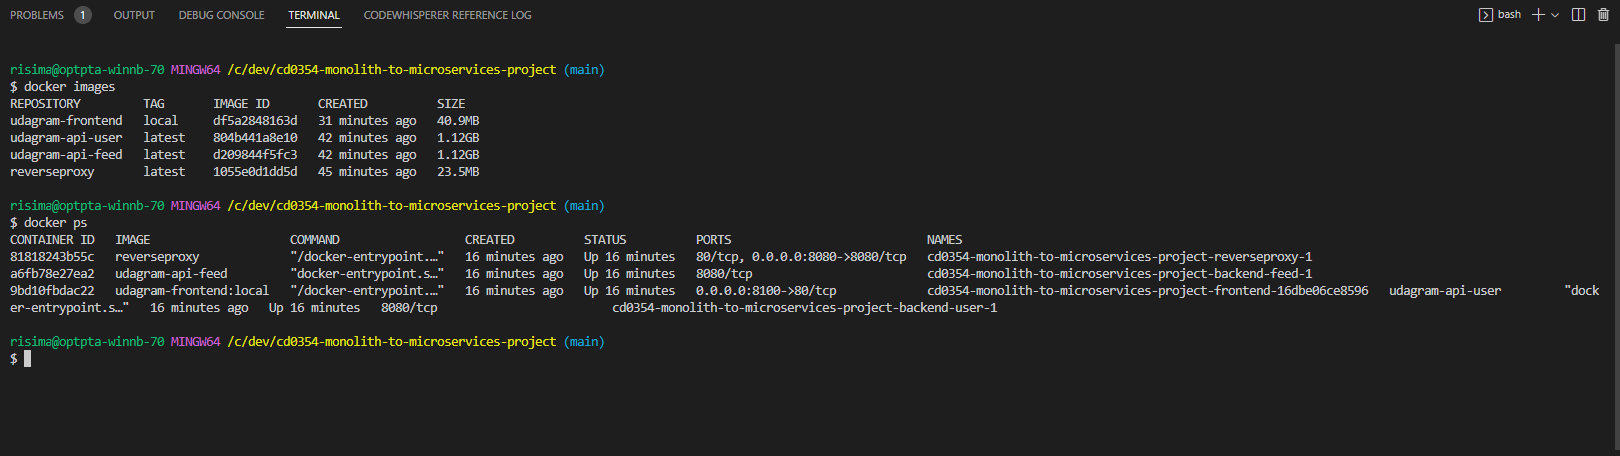 PROBLEMS 1 OUTPUT DEBUG CONSOLE TERMINAL CODEWHISPERER REFERENCE LOG bash
risima@optpta-winnb-70 MINGW64 /c/dev/cd0354-monolith-to-microservices-project (main)
$ docker images
REPOSITORY TAG IMAGE ID CREATED SIZE
udagram-frontend local df5a2848163d 31 minutes ago 40.9MB
udagram-api-user latest 804b441a8e10 42 minutes ago 1.12GB
udagram-api-feed latest d209844f5fc3 42 minutes ago 1.12GB
reverseproxy latest 1055e0d1dd5d 45 minutes ago 23.5MB
risima@optpta-winnb-70 MINGW64 /c/dev/cd0354-monolith-to-microservices-project (main)
$ docker ps
CONTAINER ID IMAGE COMMAND CREATED STATUS PORTS NAMES
81818243b55c reverseproxy "/docker-entrypoint.…" 16 minutes ago Up 16 minutes 80/tcp, 0.0.0.0:8080->8080/tcp cd0354-monolith-to-microservices-project-reverseproxy-1
a6fb78e27ea2 udagram-api-feed "docker-entrypoint.s…" 16 minutes ago Up 16 minutes 8080/tcp cd0354-monolith-to-microservices-project-backend-feed-1
9bd10fbdac22 udagram-frontend:local "/docker-entrypoint.…" 16 minutes ago Up 16 minutes 0.0.0.0:8100->80/tcp cd0354-monolith-to-microservices-project-frontend-16dbe06ce8596 udagram-api-user "dock
er-entrypoint.s…" 16 minutes ago Up 16 minutes 8080/tcp cd0354-monolith-to-microservices-project-backend-user-1
risima@optpta-winnb-70 MINGW64 /c/dev/cd0354-monolith-to-microservices-project (main)
$